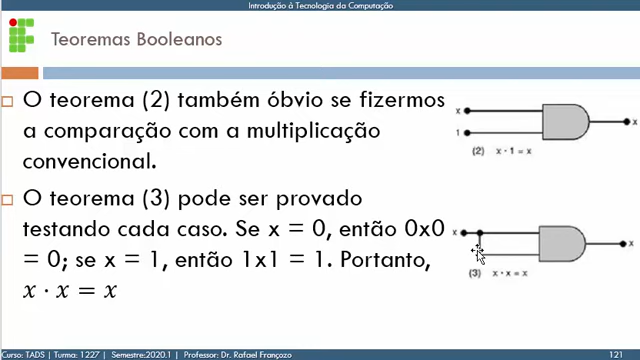 Introdução à Tecnologia da Computação
Teoremas Booleanos
O teorema (2) também óbvio se fizermos
a comparação com a multiplicação
convencional.
O teorema (3) pode ser provado
testando cada caso. Se x = 0, então 0x0
= 0; se x = 1, então 1x1 = 1. Portanto,
x · x = x
x
1
x
(2) x · 1 = x
x
x
(3) x · x = x
Curso: TADS | Turma: 1227 | Semestre:2020.1 | Professor: Dr. Rafael Françozo
121